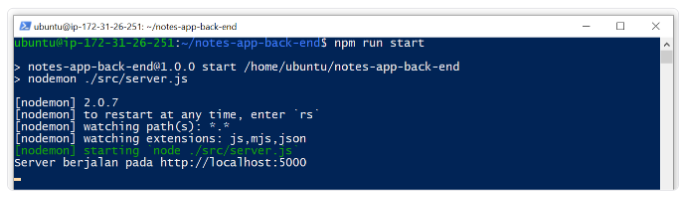 ubuntu@ip-172-31-26-251: ~/notes-app-back-end
ubuntu@ip-172-31-26-251:~/notes-app-back-end$ npm run start
> notes-app-back-end@1.0.0 start /home/ubuntu/notes-app-back-end
> nodemon ./src/server.js
[nodemon] 2.0.7
[nodemon] to restart at any time, enter `rs`
[nodemon] watching path(s): *.*
[nodemon] watching extensions: js,mjs,json
[nodemon] starting `node ./src/server.js`
Server berjalan pada http://localhost:5000